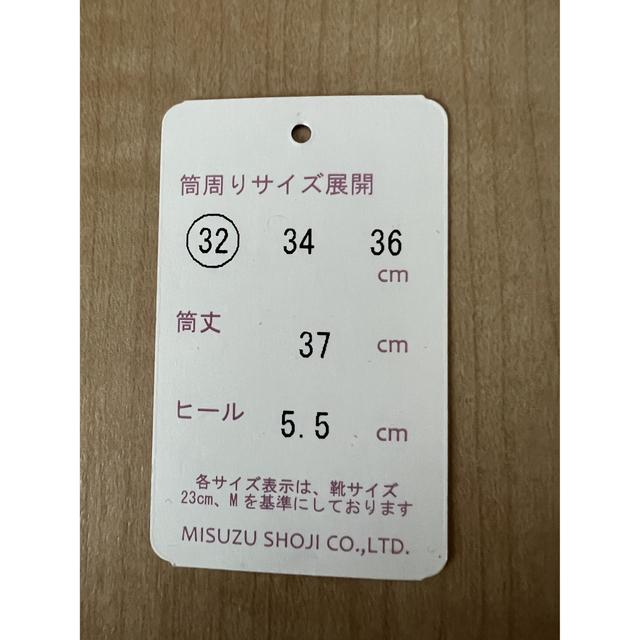 筒周りサイズ展開
32 34 36
cm
筒丈
37 cm
ヒール
5.5 cm
各サイズ表示は、靴サイズ
23cm、Mを基準にしております
MISUZU SHOJI CO.,LTD.